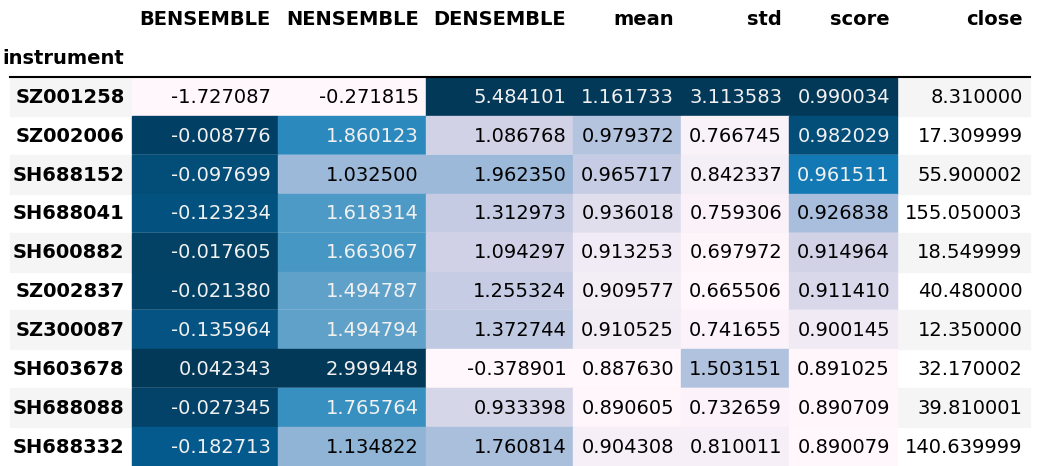 BENSEMBLE NENSEMBLE DENSEMBLE mean std score close
instrument
SZ001258 -1.727087 -0.271815 5.484101 1.161733 3.113583 0.990034 8.310000
SZ002006 -0.008776 1.860123 1.086768 0.979372 0.766745 0.982029 17.309999
SH688152 -0.097699 1.032500 1.962350 0.965717 0.842337 0.961511 55.900002
SH688041 -0.123234 1.618314 1.312973 0.936018 0.759306 0.926838 155.050003
SH600882 -0.017605 1.663067 1.094297 0.913253 0.697972 0.914964 18.549999
SZ002837 -0.021380 1.494787 1.255324 0.909577 0.665506 0.911410 40.480000
SZ300087 -0.135964 1.494794 1.372744 0.910525 0.741655 0.900145 12.350000
SH603678 0.042343 2.999448 -0.378901 0.887630 1.503151 0.891025 32.170002
SH688088 -0.027345 1.765764 0.933398 0.890605 0.732659 0.890709 39.810001
SH688332 -0.182713 1.134822 1.760814 0.904308 0.810011 0.890079 140.639999